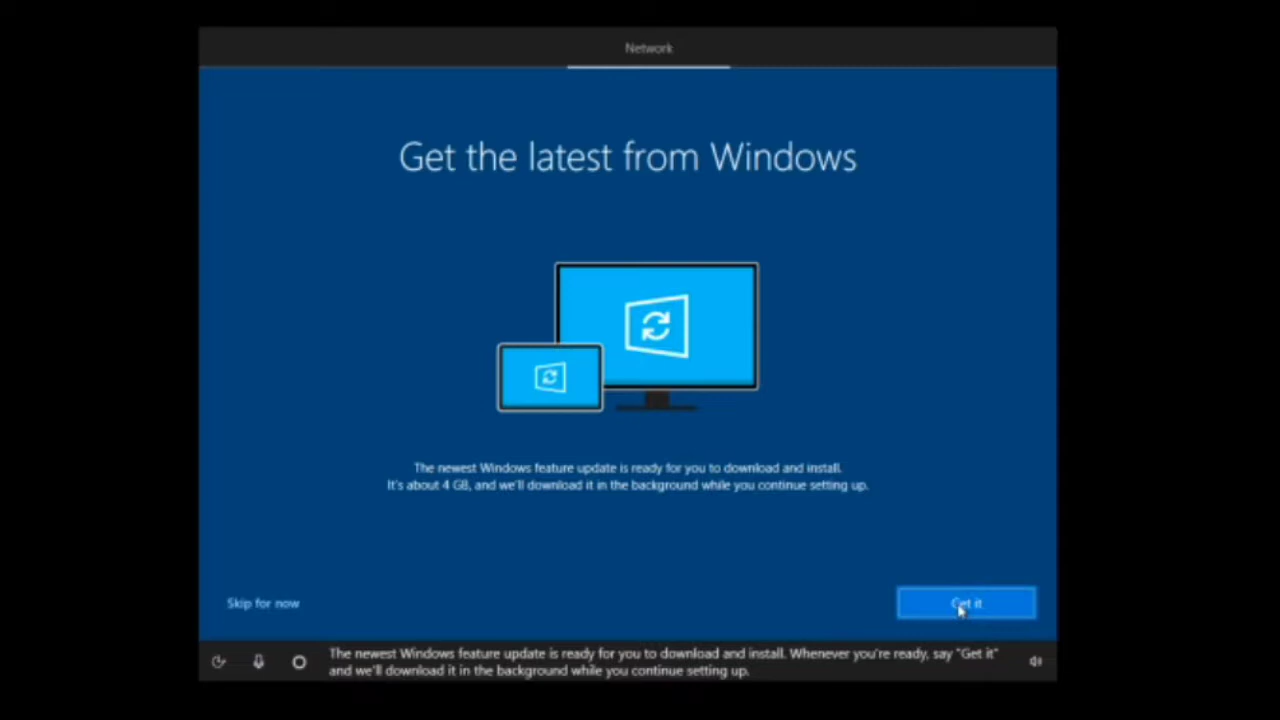 Network
Get the latest from Windows
The newest Windows feature update is ready for you to download and install.
It's about 4 GB, and we'll download it in the background while you continue setting up.
Skip for now
Get it
The newest Windows feature update is ready for you to download and install. Whenever you're ready, say "Get it"
and we'll download it in the background while you continue setting up.